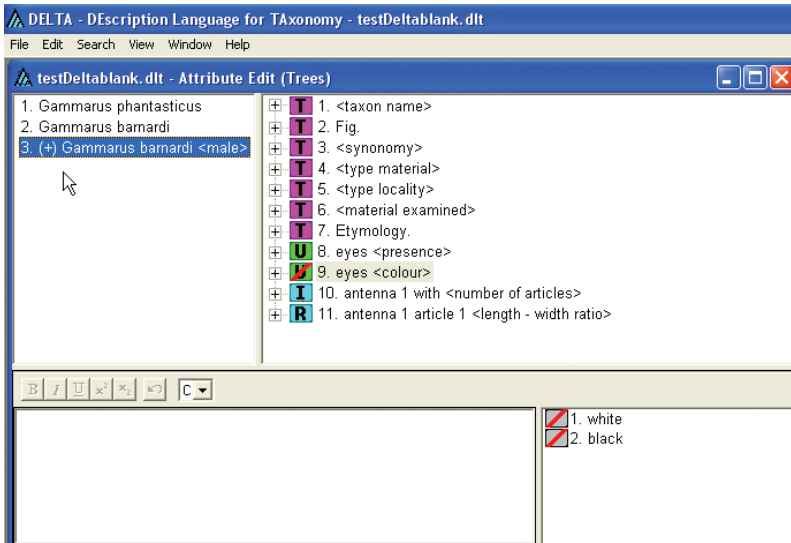 DELTA - DEscription Language for TAxonomy - testDeltablank.dlt
File Edit Search View Window Help
testDeltablank.dlt - Attribute Edit (Trees)
1. Gammarus phantasticus
2. Gammarus barnardi
3. (+) Gammarus barnardi <male>
T 1. <taxon name>
T 2. Fig.
T 3. <synonomy>
T 4. <type material>
T 5. <type locality>
T 6. <material examined>
T 7. Etymology.
U 8. eyes <presence>
U 9. eyes <colour>
I 10. antenna 1 with <number of articles>
R 11. antenna 1 article 1 <length - width ratio>
B I U x² x₂ C
1. white
2. black